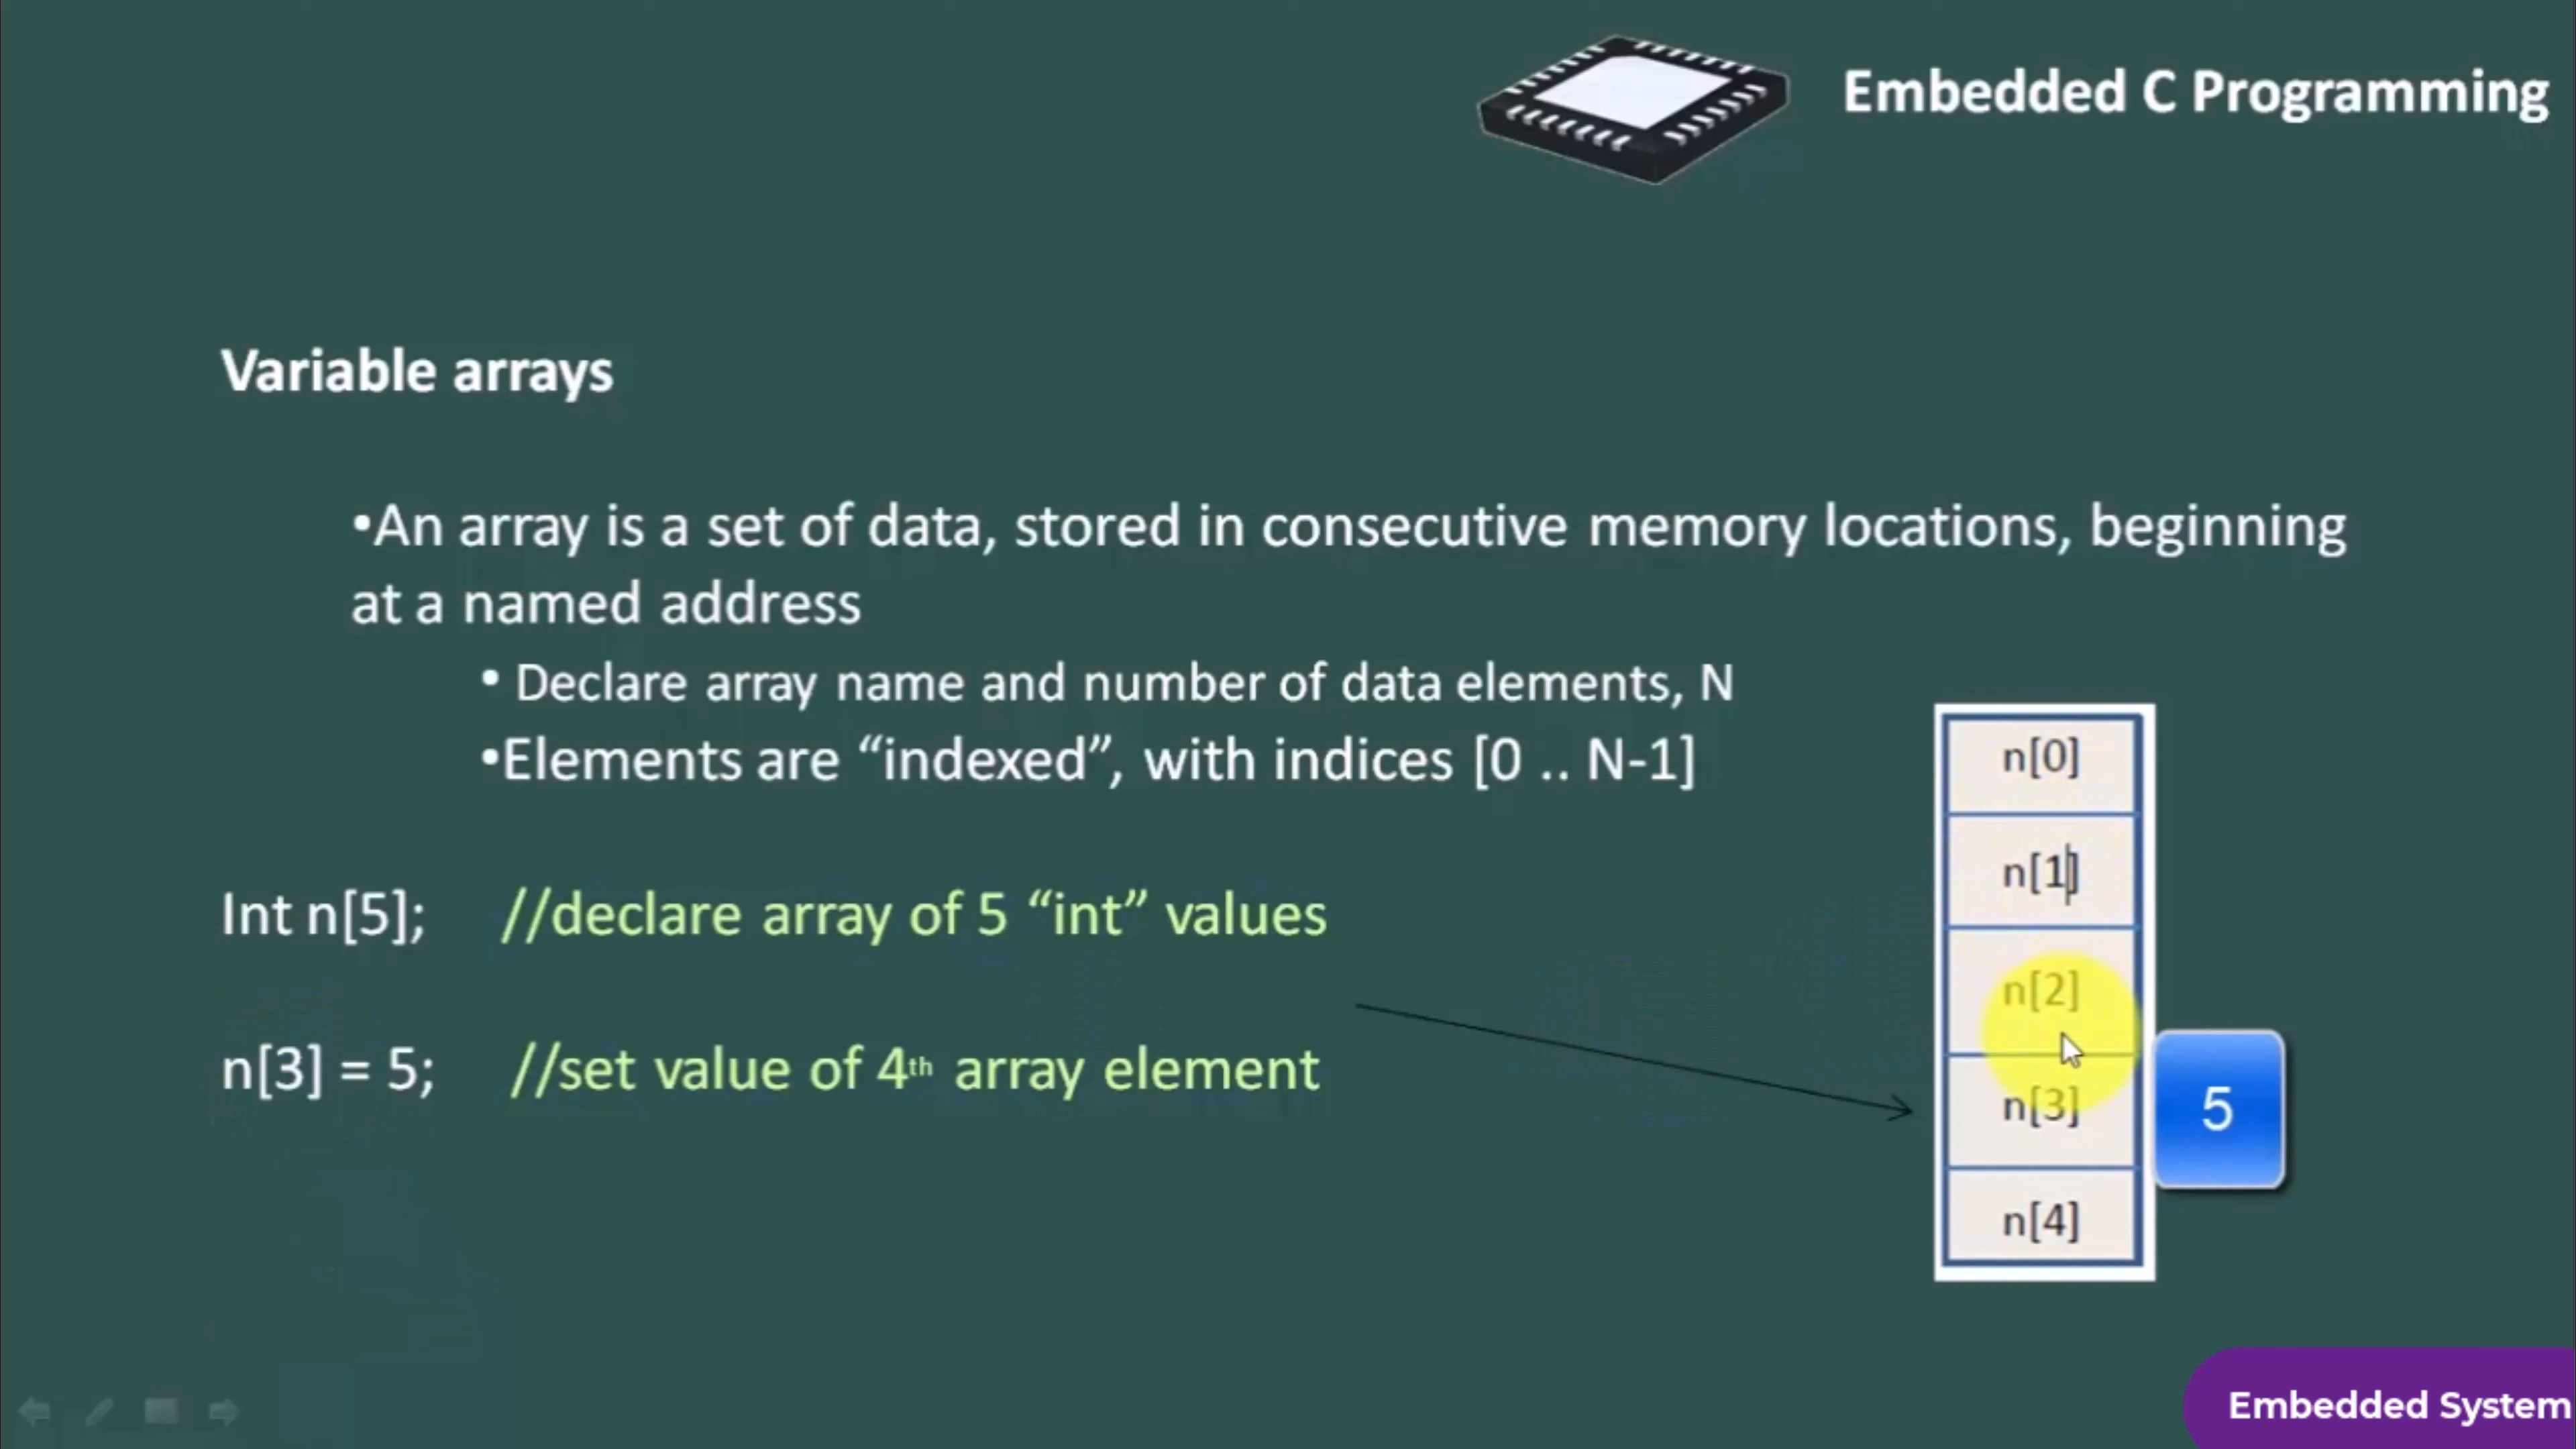 Embedded C Programming
Variable arrays
•An array is a set of data, stored in consecutive memory locations, beginning
at a named address
• Declare array name and number of data elements, N
•Elements are “indexed”, with indices [0 .. N-1]
Int n[5]; //declare array of 5 “int” values
n[3] = 5; //set value of 4th array element
n[0]
n[1]
n[2]
n[3]
5
n[4]
Embedded System